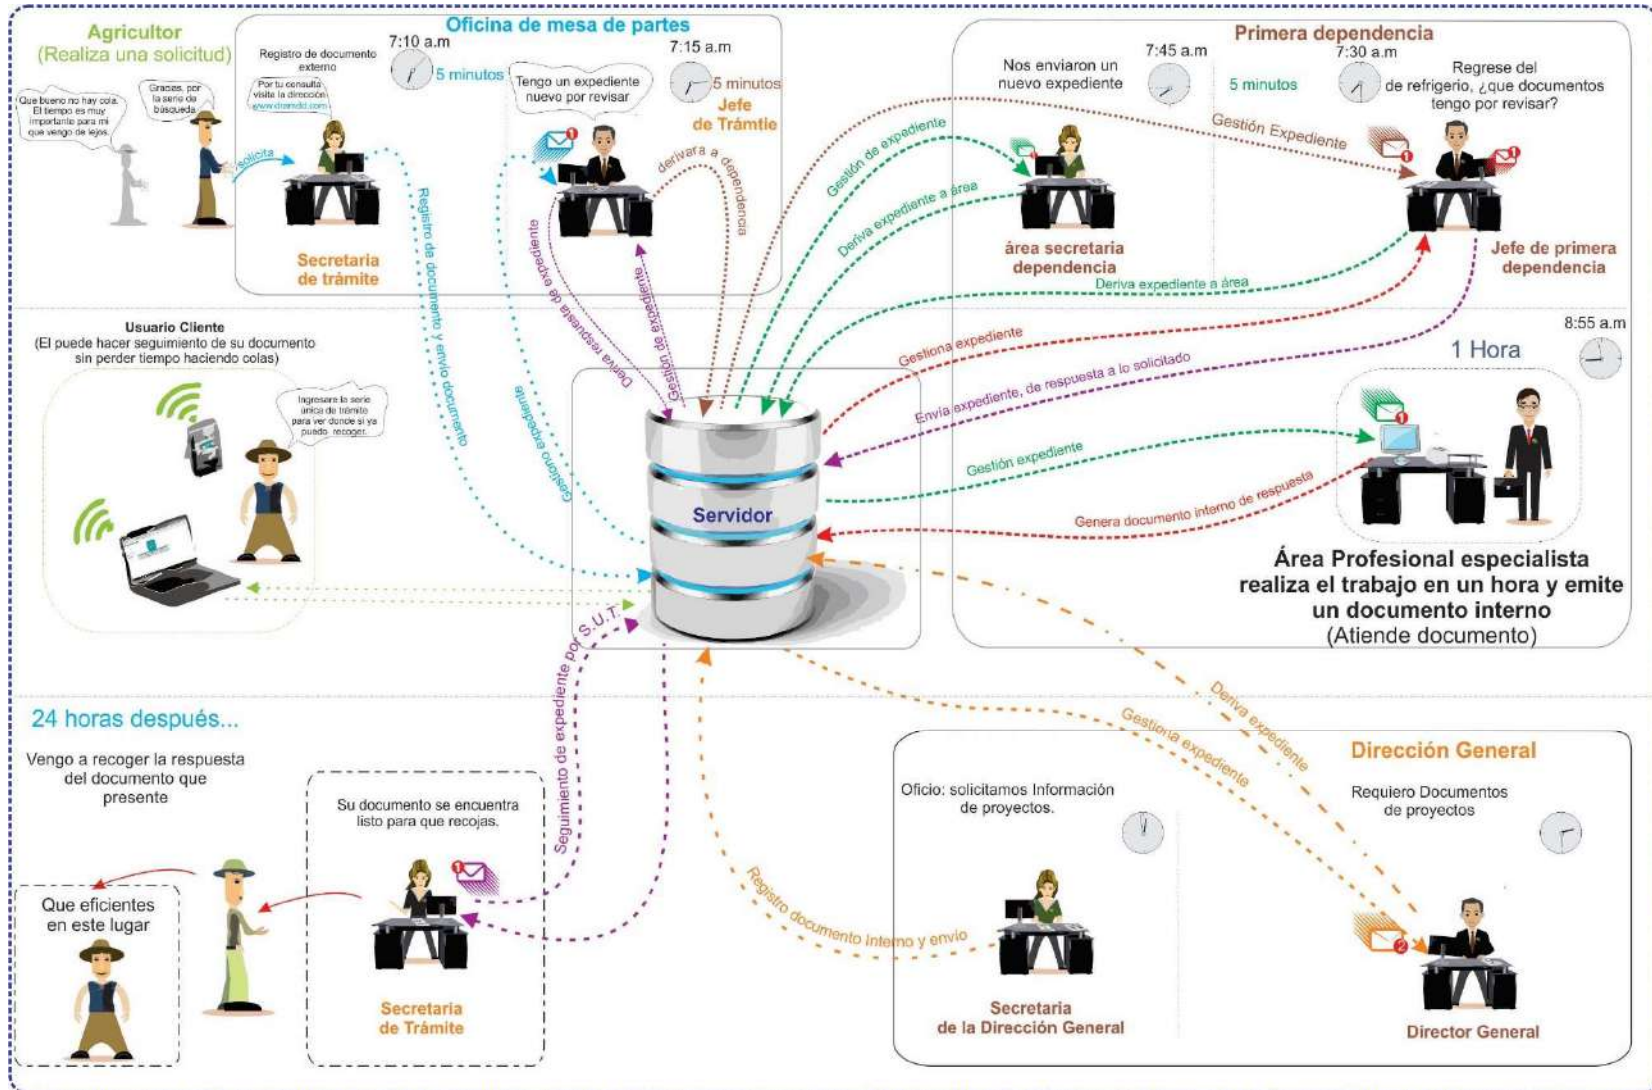 Agricultor
(Realiza una solicitud)
Que bueno no hay cola.
El tiempo es muy
importante para mi
que vengo de lejos.
Gracias, por
la serie de
búsqueda
solicita
Oficina de mesa de partes
Registro de documento
externo
Por tu consulta
visite la dirección
7:10 a.m
5 minutos
Secretaria
de trámite
Tengo un expediente
nuevo por revisar
7:15 a.m
5 minutos
Jefe
de Trámtie
1
derivara a dependencia
Registro de documento y envío documento
Gestiono expediente
Deriva respuesta de expediente
Gestión de expediente
Primera dependencia
Nos enviaron un
nuevo expediente
7:45 a.m
5 minutos
7:30 a.m
Regrese del
de refrigerio, ¿que documentos
tengo por revisar?
Gestión de expediente
Deriva expediente a área
Gestión Expediente
1
1
área secretaria
dependencia
Jefe de primera
dependencia
Deriva expediente a área
Gestiona expediente
Envía expediente, de respuesta a lo solicitado
Gestión expediente
Genera documento interno de respuesta
8:55 a.m
1 Hora
1
Área Profesional especialista
realiza el trabajo en un hora y emite
un documento interno
(Atiende documento)
Usuario Cliente
(El puede hacer seguimiento de su documento
sin perder tiempo haciendo colas)
Ingresare la serie
única de trámite
para ver donde si ya
puedo recoger.
Servidor
24 horas después...
Vengo a recoger la respuesta
del documento que
presente
Que eficientes
en este lugar
Su documento se encuentra
listo para que recojas.
1
Secretaria
de Trámite
Seguimiento de expediente por S.U.T.
Registro documento Interno y envío
Gestiona expediente
Deriva expediente
Dirección General
Oficio: solicitamos Información
de proyectos.
Requiero Documentos
de proyectos
2
Secretaria
de la Dirección General
Director General